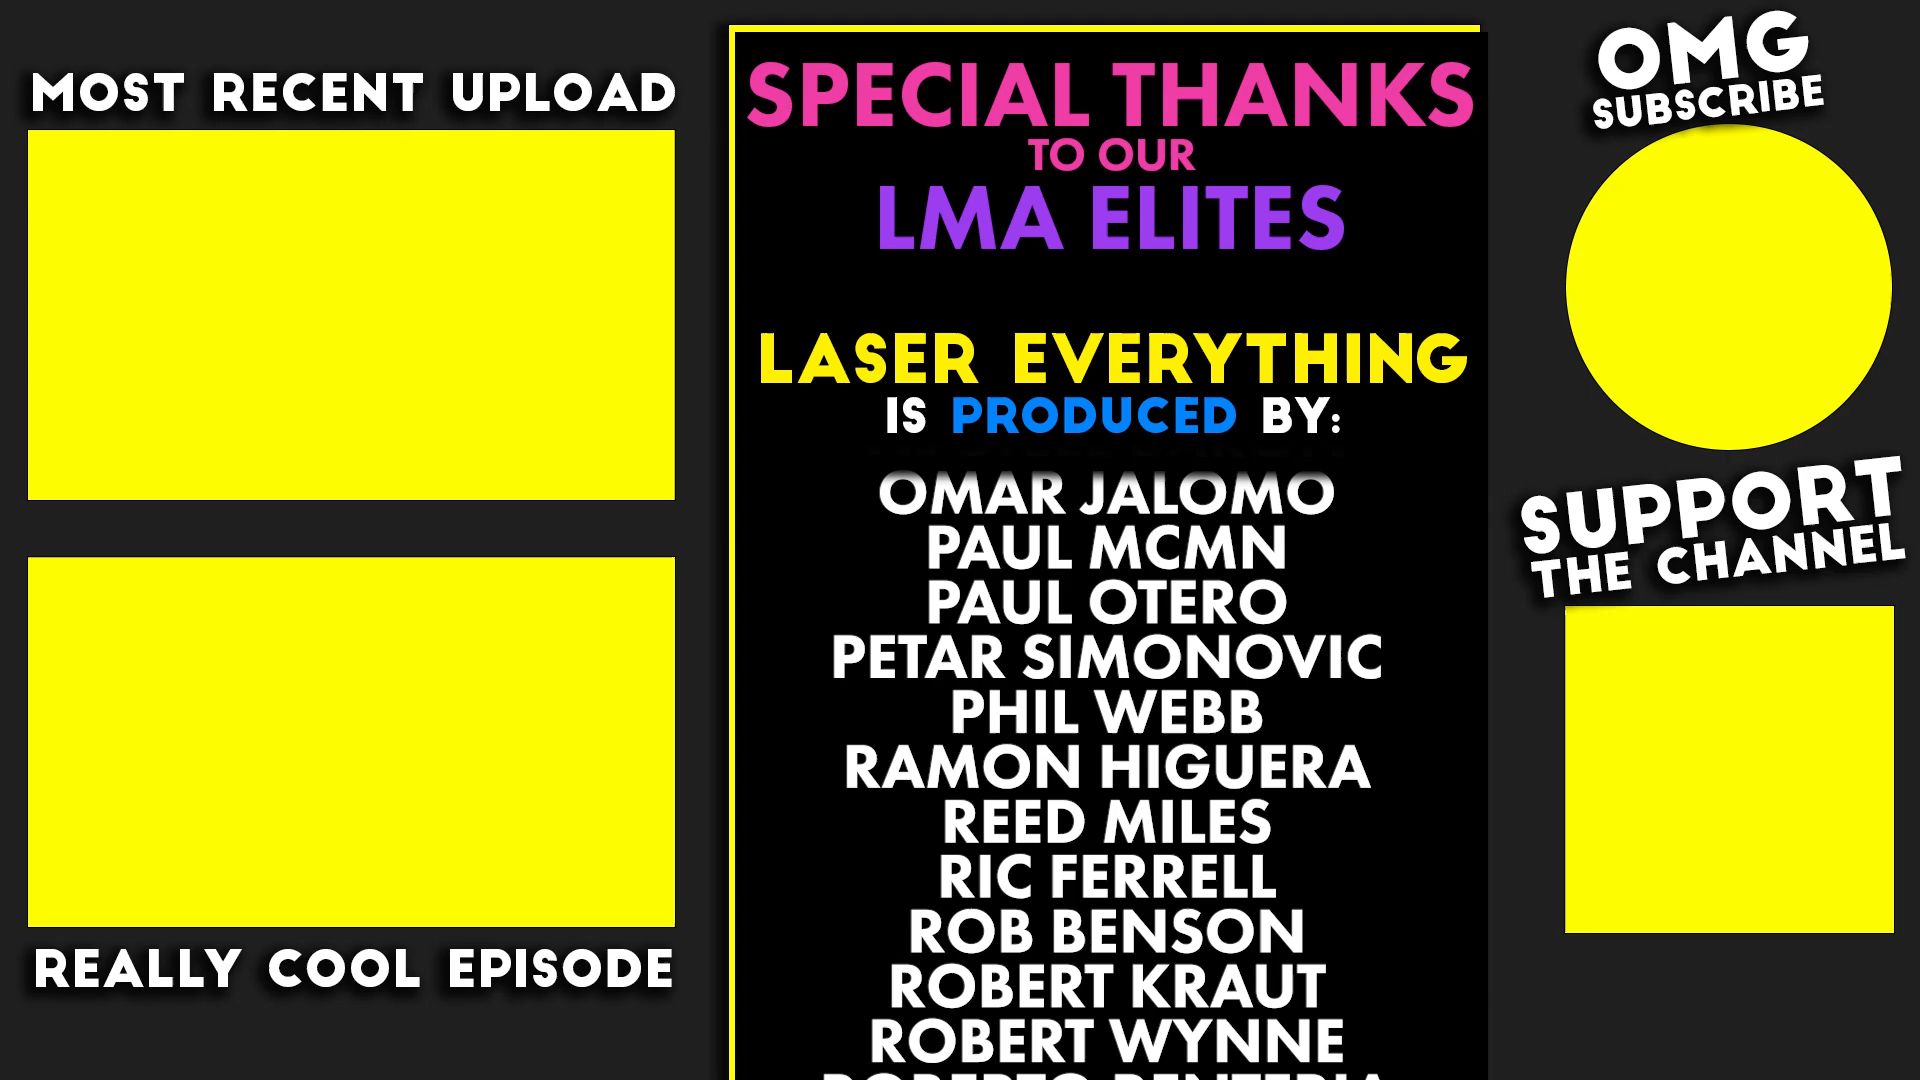 MOST RECENT UPLOAD
REALLY COOL EPISODE
SPECIAL THANKS
TO OUR
LMA ELITES
LASER EVERYTHING
IS PRODUCED BY:
OMAR JALOMO
PAUL MCMN
PAUL OTERO
PETAR SIMONOVIC
PHIL WEBB
RAMON HIGUERA
REED MILES
RIC FERRELL
ROB BENSON
ROBERT KRAUT
ROBERT WYNNE
OMG
SUBSCRIBE
SUPPORT
THE CHANNEL